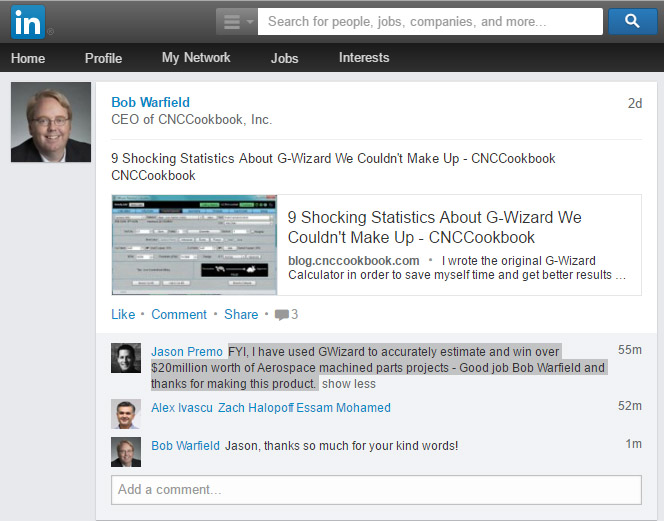 in
Search for people, jobs, companies, and more...
Home Profile My Network Jobs Interests
Bob Warfield 2d
CEO of CNCCookbook, Inc.
9 Shocking Statistics About G-Wizard We Couldn't Make Up - CNCCookbook
CNCCookbook
9 Shocking Statistics About G-Wizard We
Couldn't Make Up - CNCCookbook
blog.cnccookbook.com • I wrote the original G-Wizard
Calculator in order to save myself time and get better results ...
Like • Comment • Share • 3
Jason Premo FYI, I have used GWizard to accurately estimate and win over 55m
$20million worth of Aerospace machined parts projects - Good job Bob Warfield and
thanks for making this product. show less
Alex Ivascu Zach Halopoff Essam Mohamed 52m
Bob Warfield Jason, thanks so much for your kind words! 1m
Add a comment...